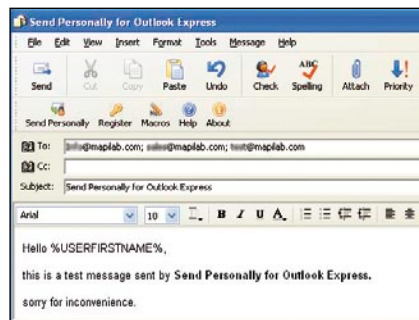 Send Personally for Outlook Express
File Edit View Insert Format Tools Message Help
Send Cut Copy Paste Undo Check Spelling Attach Priority
Send Personally Register Macros Help About
To: @mapilab.com; @mapilab.com; @mapilab.com
Cc:
Subject: Send Personally for Outlook Express
Arial 10 B I U A
Hello %USERFIRSTNAME%,
this is a test message sent by Send Personally for Outlook Express.
sorry for inconvenience.